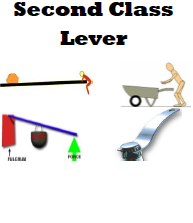 Second Class
Lever
FULCRUM
FORCE